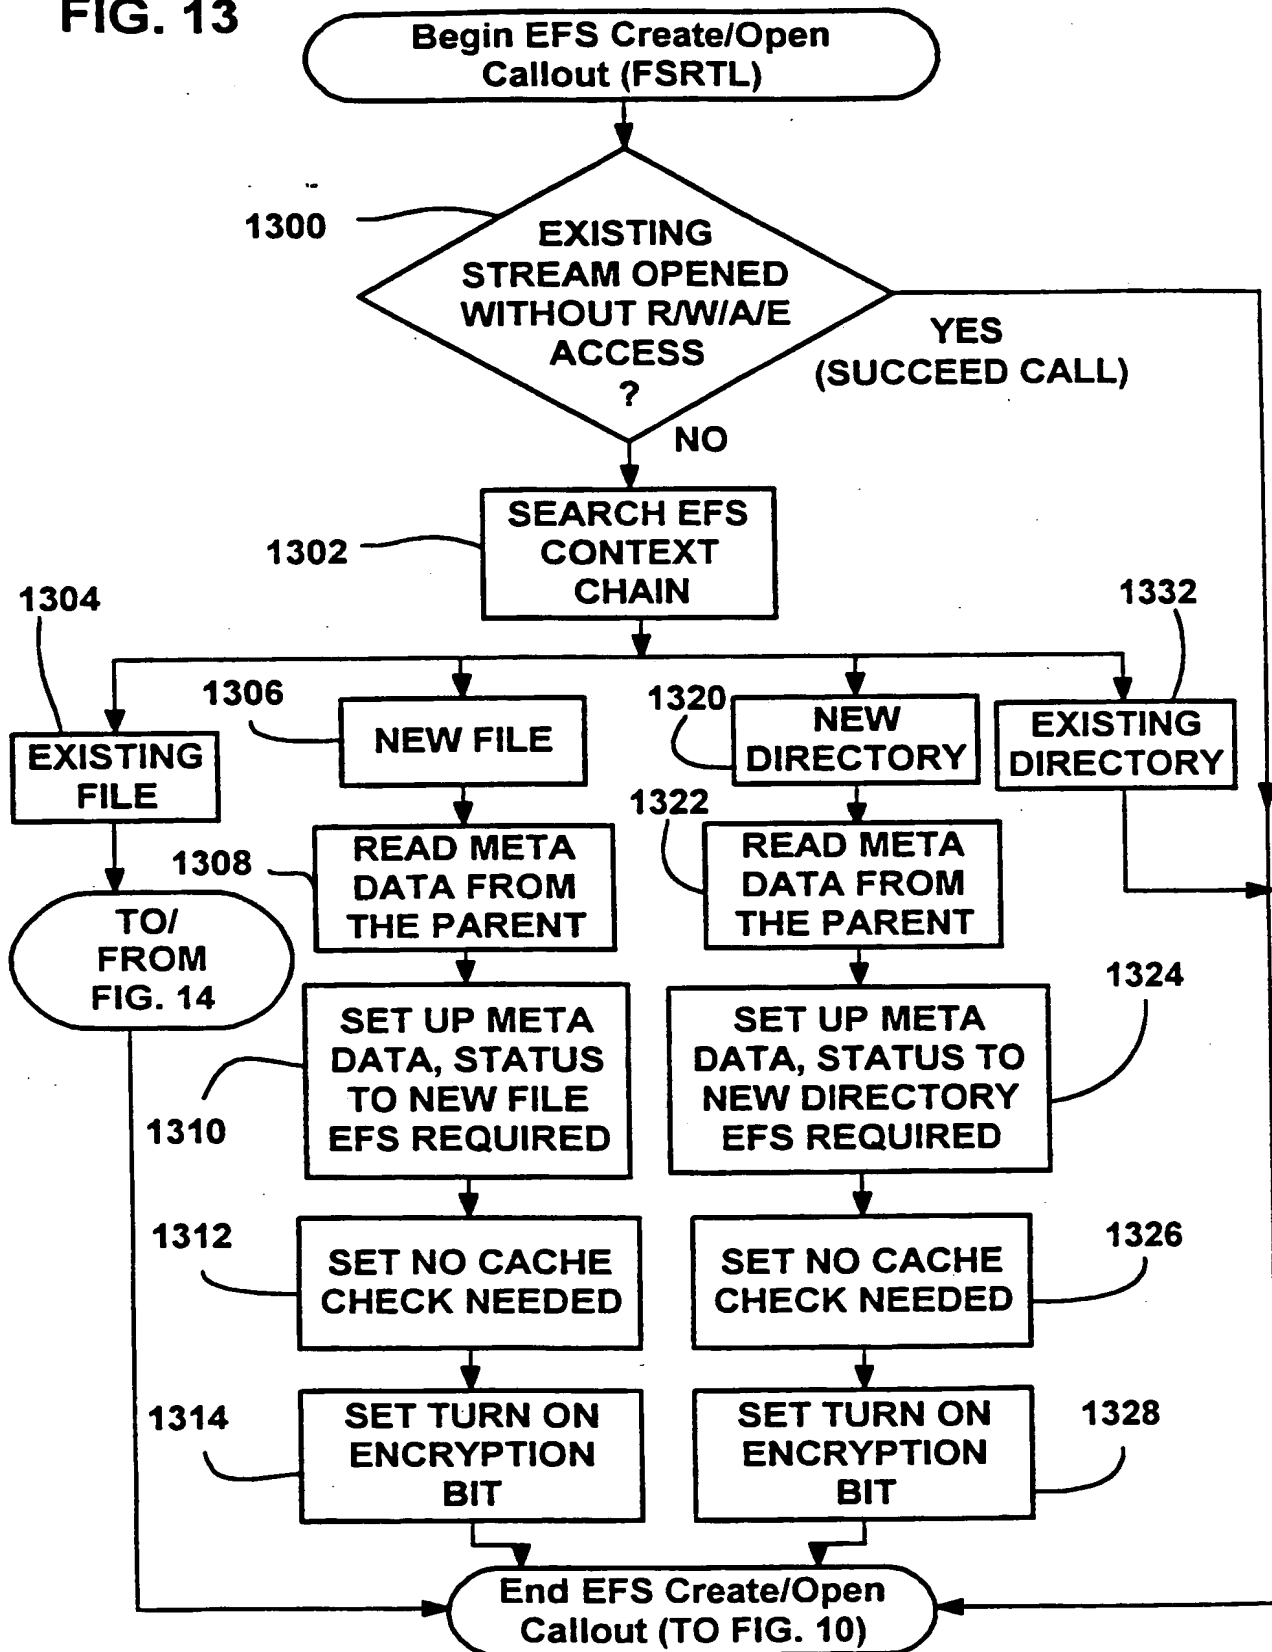 FIG. 13
Begin EFS Create/Open
Callout (FSRTL)
1300
EXISTING
STREAM OPENED
WITHOUT R/W/A/E
ACCESS
?
YES
(SUCCEED CALL)
NO
1302
SEARCH EFS
CONTEXT
CHAIN
1304
EXISTING
FILE
TO/
FROM
FIG. 14
1306
NEW FILE
1308
READ META
DATA FROM
THE PARENT
1310
SET UP META
DATA, STATUS
TO NEW FILE
EFS REQUIRED
1312
SET NO CACHE
CHECK NEEDED
1314
SET TURN ON
ENCRYPTION
BIT
1320
NEW
DIRECTORY
1322
READ META
DATA FROM
THE PARENT
1324
SET UP META
DATA, STATUS TO
NEW DIRECTORY
EFS REQUIRED
1326
SET NO CACHE
CHECK NEEDED
1328
SET TURN ON
ENCRYPTION
BIT
1332
EXISTING
DIRECTORY
End EFS Create/Open
Callout (TO FIG. 10)